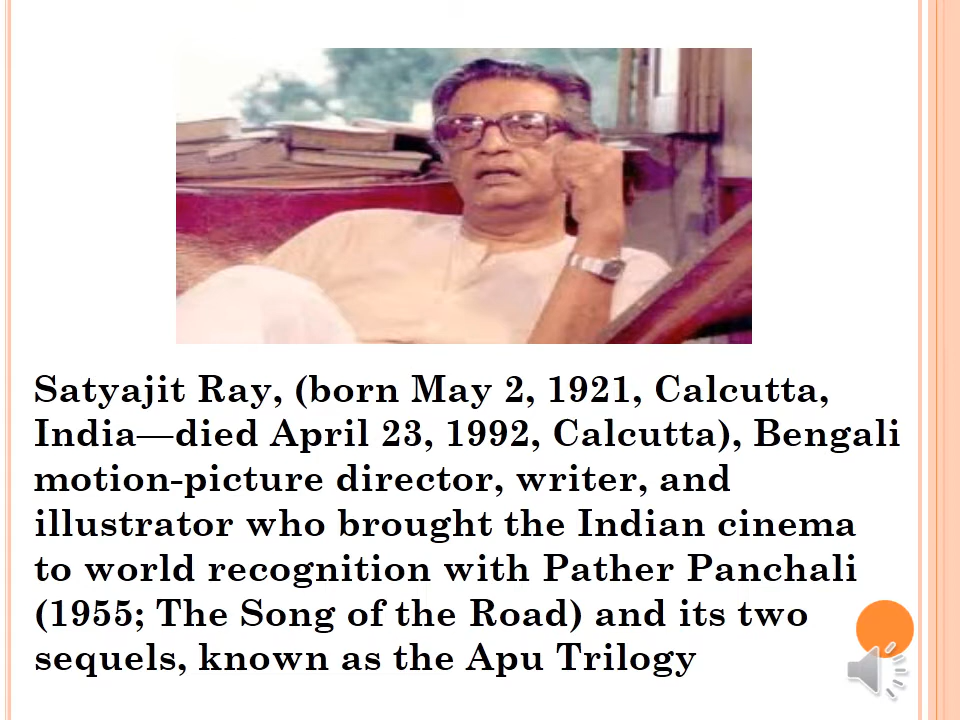 Satyajit Ray, (born May 2, 1921, Calcutta,
India—died April 23, 1992, Calcutta), Bengali
motion-picture director, writer, and
illustrator who brought the Indian cinema
to world recognition with Pather Panchali
(1955; The Song of the Road) and its two
sequels, known as the Apu Trilogy